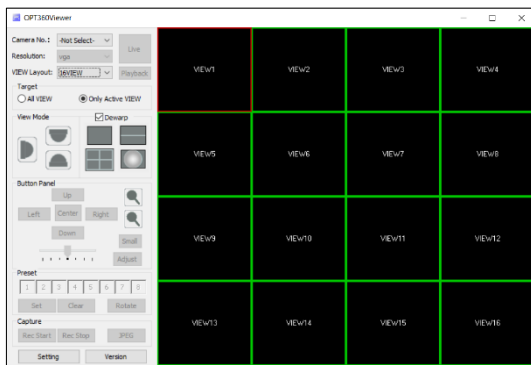 OPT360Viewer
Camera No. : -Not Select-
Live
Resolution: vga
VIEW Layout: 16VIEW
Playback
Target
All VIEW Only Active VIEW
View Mode
Dewarp
Button Panel
Up
Left Center Right
Down
Small
Adjust
Preset
1 2 3 4 5 6 7 8
Set Clear Rotate
Capture
Rec Start Rec Stop JPEG
Setting Version
VIEW1 VIEW2 VIEW3 VIEW4
VIEW5 VIEW6 VIEW7 VIEW8
VIEW9 VIEW10 VIEW11 VIEW12
VIEW13 VIEW14 VIEW15 VIEW16